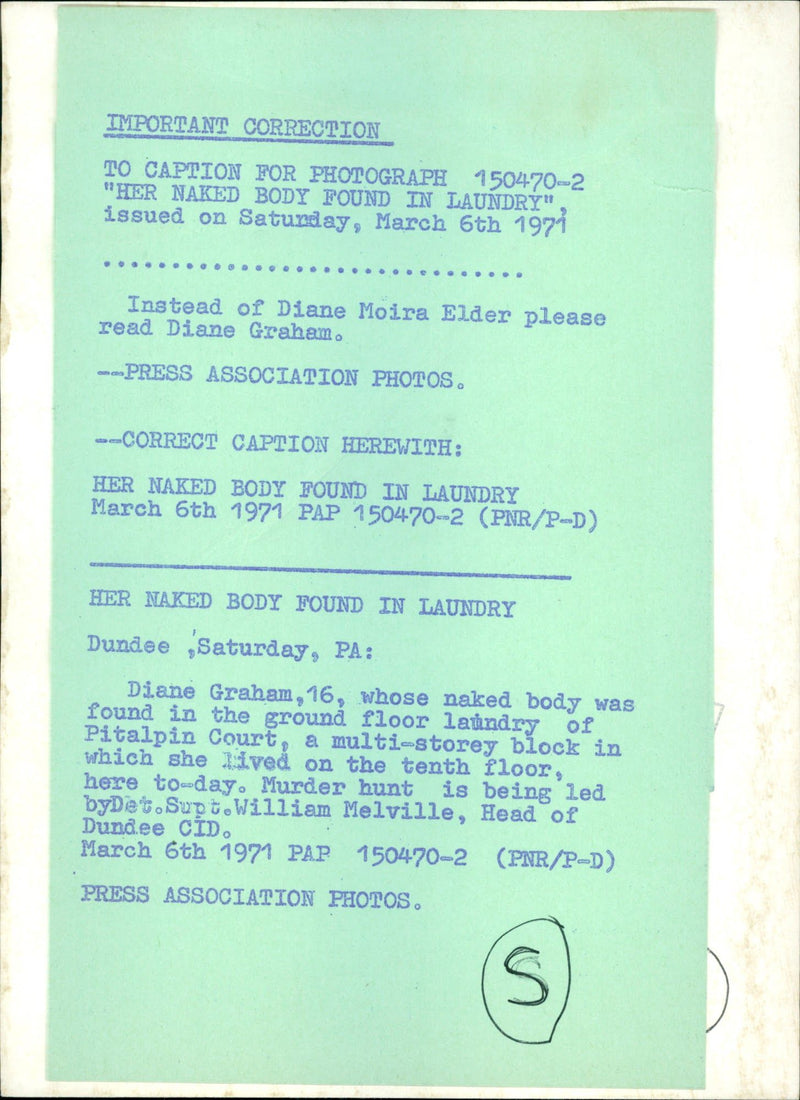 IMPORTANT CORRECTION
TO CAPTION FOR PHOTOGRAPH 150470-2
"HER NAKED BODY FOUND IN LAUNDRY",
issued on Saturday, March 6th 1971
................................
Instead of Diane Moira Elder please
read Diane Graham.
--PRESS ASSOCIATION PHOTOS.
--CORRECT CAPTION HEREWITH:
HER NAKED BODY FOUND IN LAUNDRY
March 6th 1971 PAP 150470-2 (PNR/P-D)
HER NAKED BODY FOUND IN LAUNDRY
Dundee ,Saturday, PA:
Diane Graham,16, whose naked body was
found in the ground floor laundry of
Pitalpin Court, a multi-storey block in
which she lived on the tenth floor,
here to-day. Murder hunt is being led
byDet.Supt.William Melville, Head of
Dundee CID.
March 6th 1971 PAP 150470-2 (PNR/P-D)
PRESS ASSOCIATION PHOTOS.
S